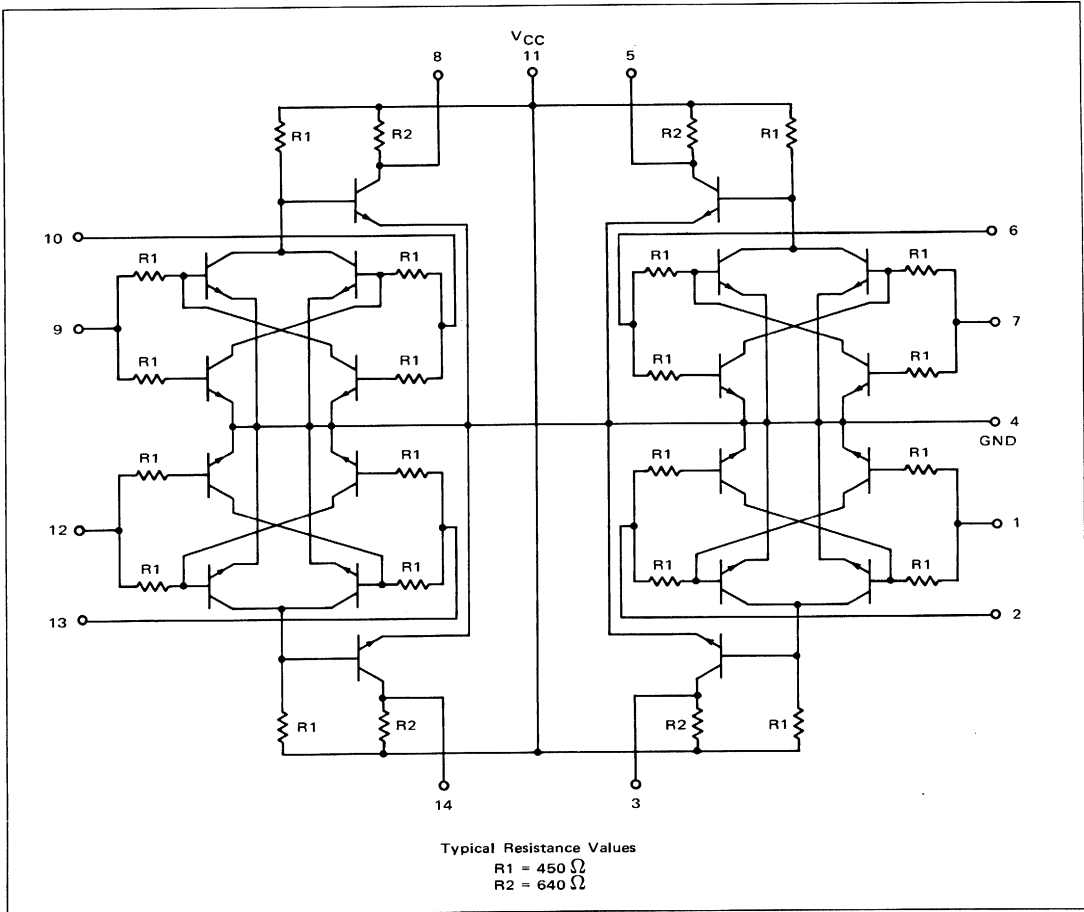 VCC
8 11 5
R1 R2 R2 R1
10 6
R1 R1 R1 R1
9 7
R1 R1 R1 R1
4
GND
R1 R1 R1 R1
12 1
R1 R1 R1 R1
13 2
R1 R2 R2 R1
14 3
Typical Resistance Values
R1 = 450 Ω
R2 = 640 Ω